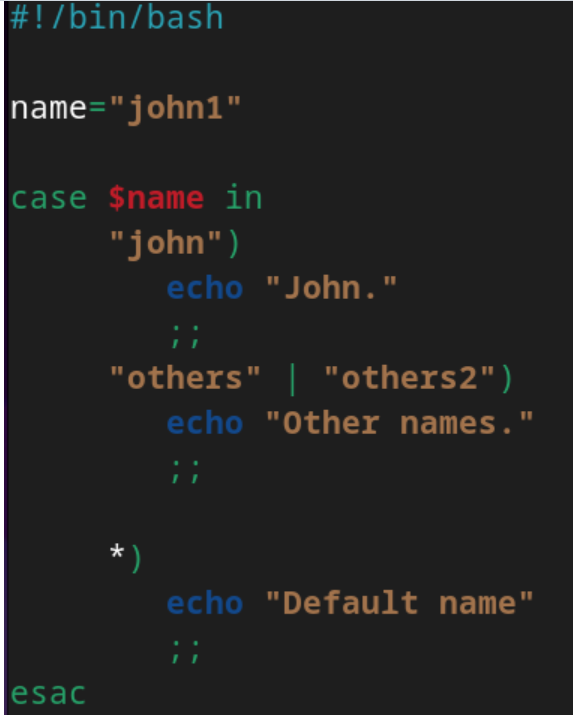 #!/bin/bash
name="john1"
case $name in
"john")
echo "John."
;;
"others" | "others2")
echo "Other names."
;;
*)
echo "Default name"
;;
esac